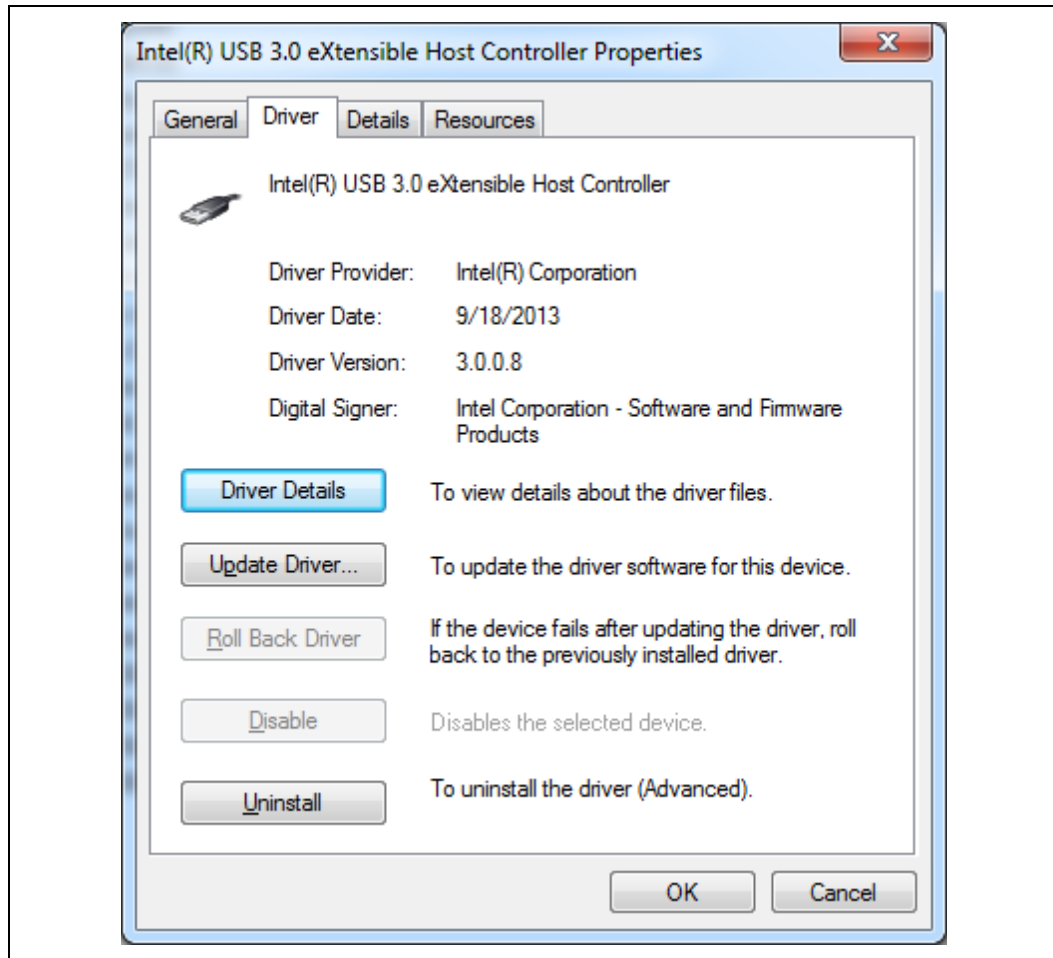 Intel(R) USB 3.0 eXtensible Host Controller Properties
General Driver Details Resources
Intel(R) USB 3.0 eXtensible Host Controller
Driver Provider: Intel(R) Corporation
Driver Date: 9/18/2013
Driver Version: 3.0.0.8
Digital Signer: Intel Corporation - Software and Firmware
Products
Driver Details To view details about the driver files.
Update Driver... To update the driver software for this device.
Roll Back Driver If the device fails after updating the driver, roll
back to the previously installed driver.
Disable Disables the selected device.
Uninstall To uninstall the driver (Advanced).
OK Cancel